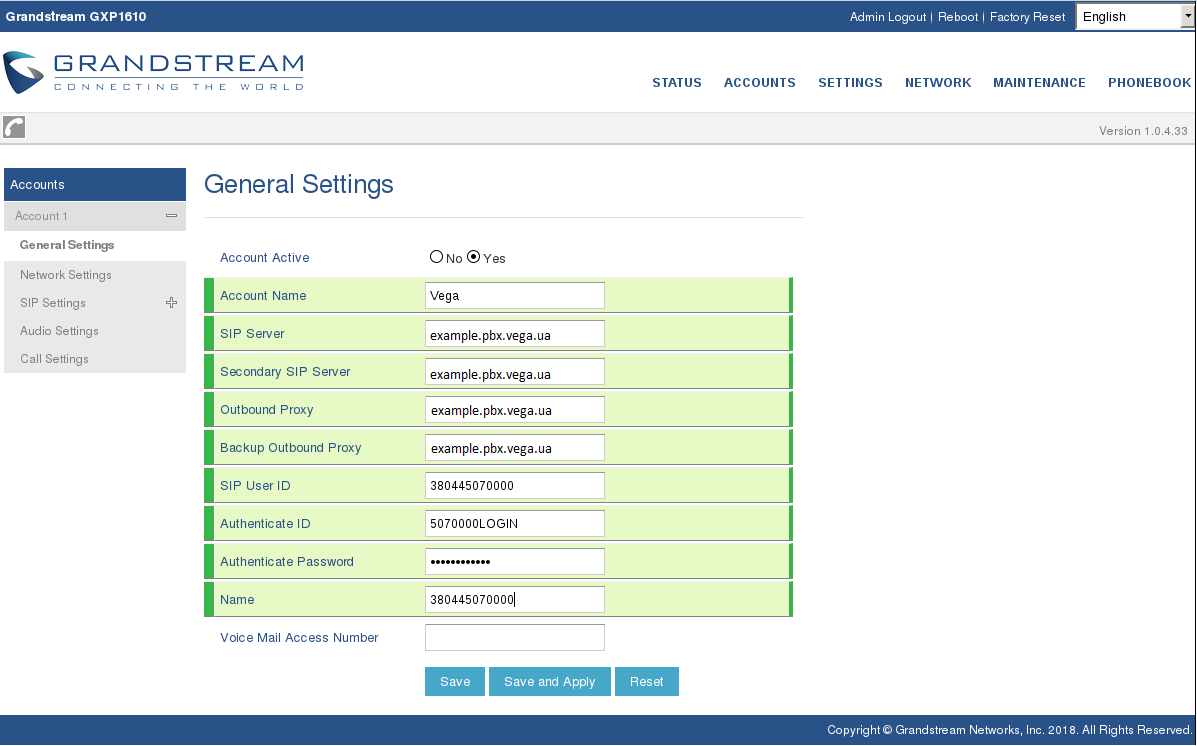 Grandstream GXP1610
Admin Logout | Reboot | Factory Reset
English
GRANDSTREAM
CONNECTING THE WORLD
STATUS ACCOUNTS SETTINGS NETWORK MAINTENANCE PHONEBOOK
Version 1.0.4.33
Accounts
Account 1
General Settings
Network Settings
SIP Settings
Audio Settings
Call Settings
General Settings
Account Active No Yes
Account Name Vega
SIP Server example.pbx.vega.ua
Secondary SIP Server example.pbx.vega.ua
Outbound Proxy example.pbx.vega.ua
Backup Outbound Proxy example.pbx.vega.ua
SIP User ID 380445070000
Authenticate ID 5070000LOGIN
Authenticate Password ••••••••••••
Name 380445070000
Voice Mail Access Number
Save Save and Apply Reset
Copyright © Grandstream Networks, Inc. 2018. All Rights Reserved.